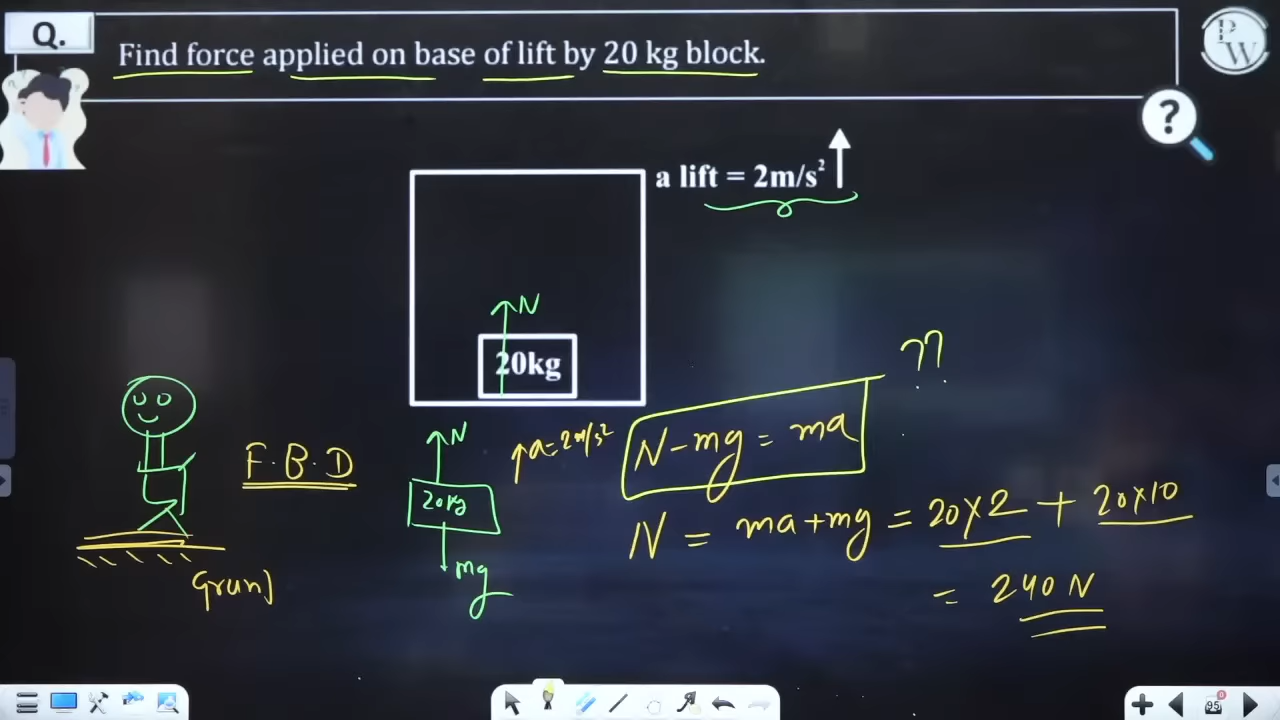 Q.
Find force applied on base of lift by 20 kg block.
P
W
?
a lift = 2m/s²
N
20kg
??
N
a=2m/s²
N-mg = ma
F.B.D
20kg
N = ma+mg = 20×2 + 20×10
mg
= 240 N
95